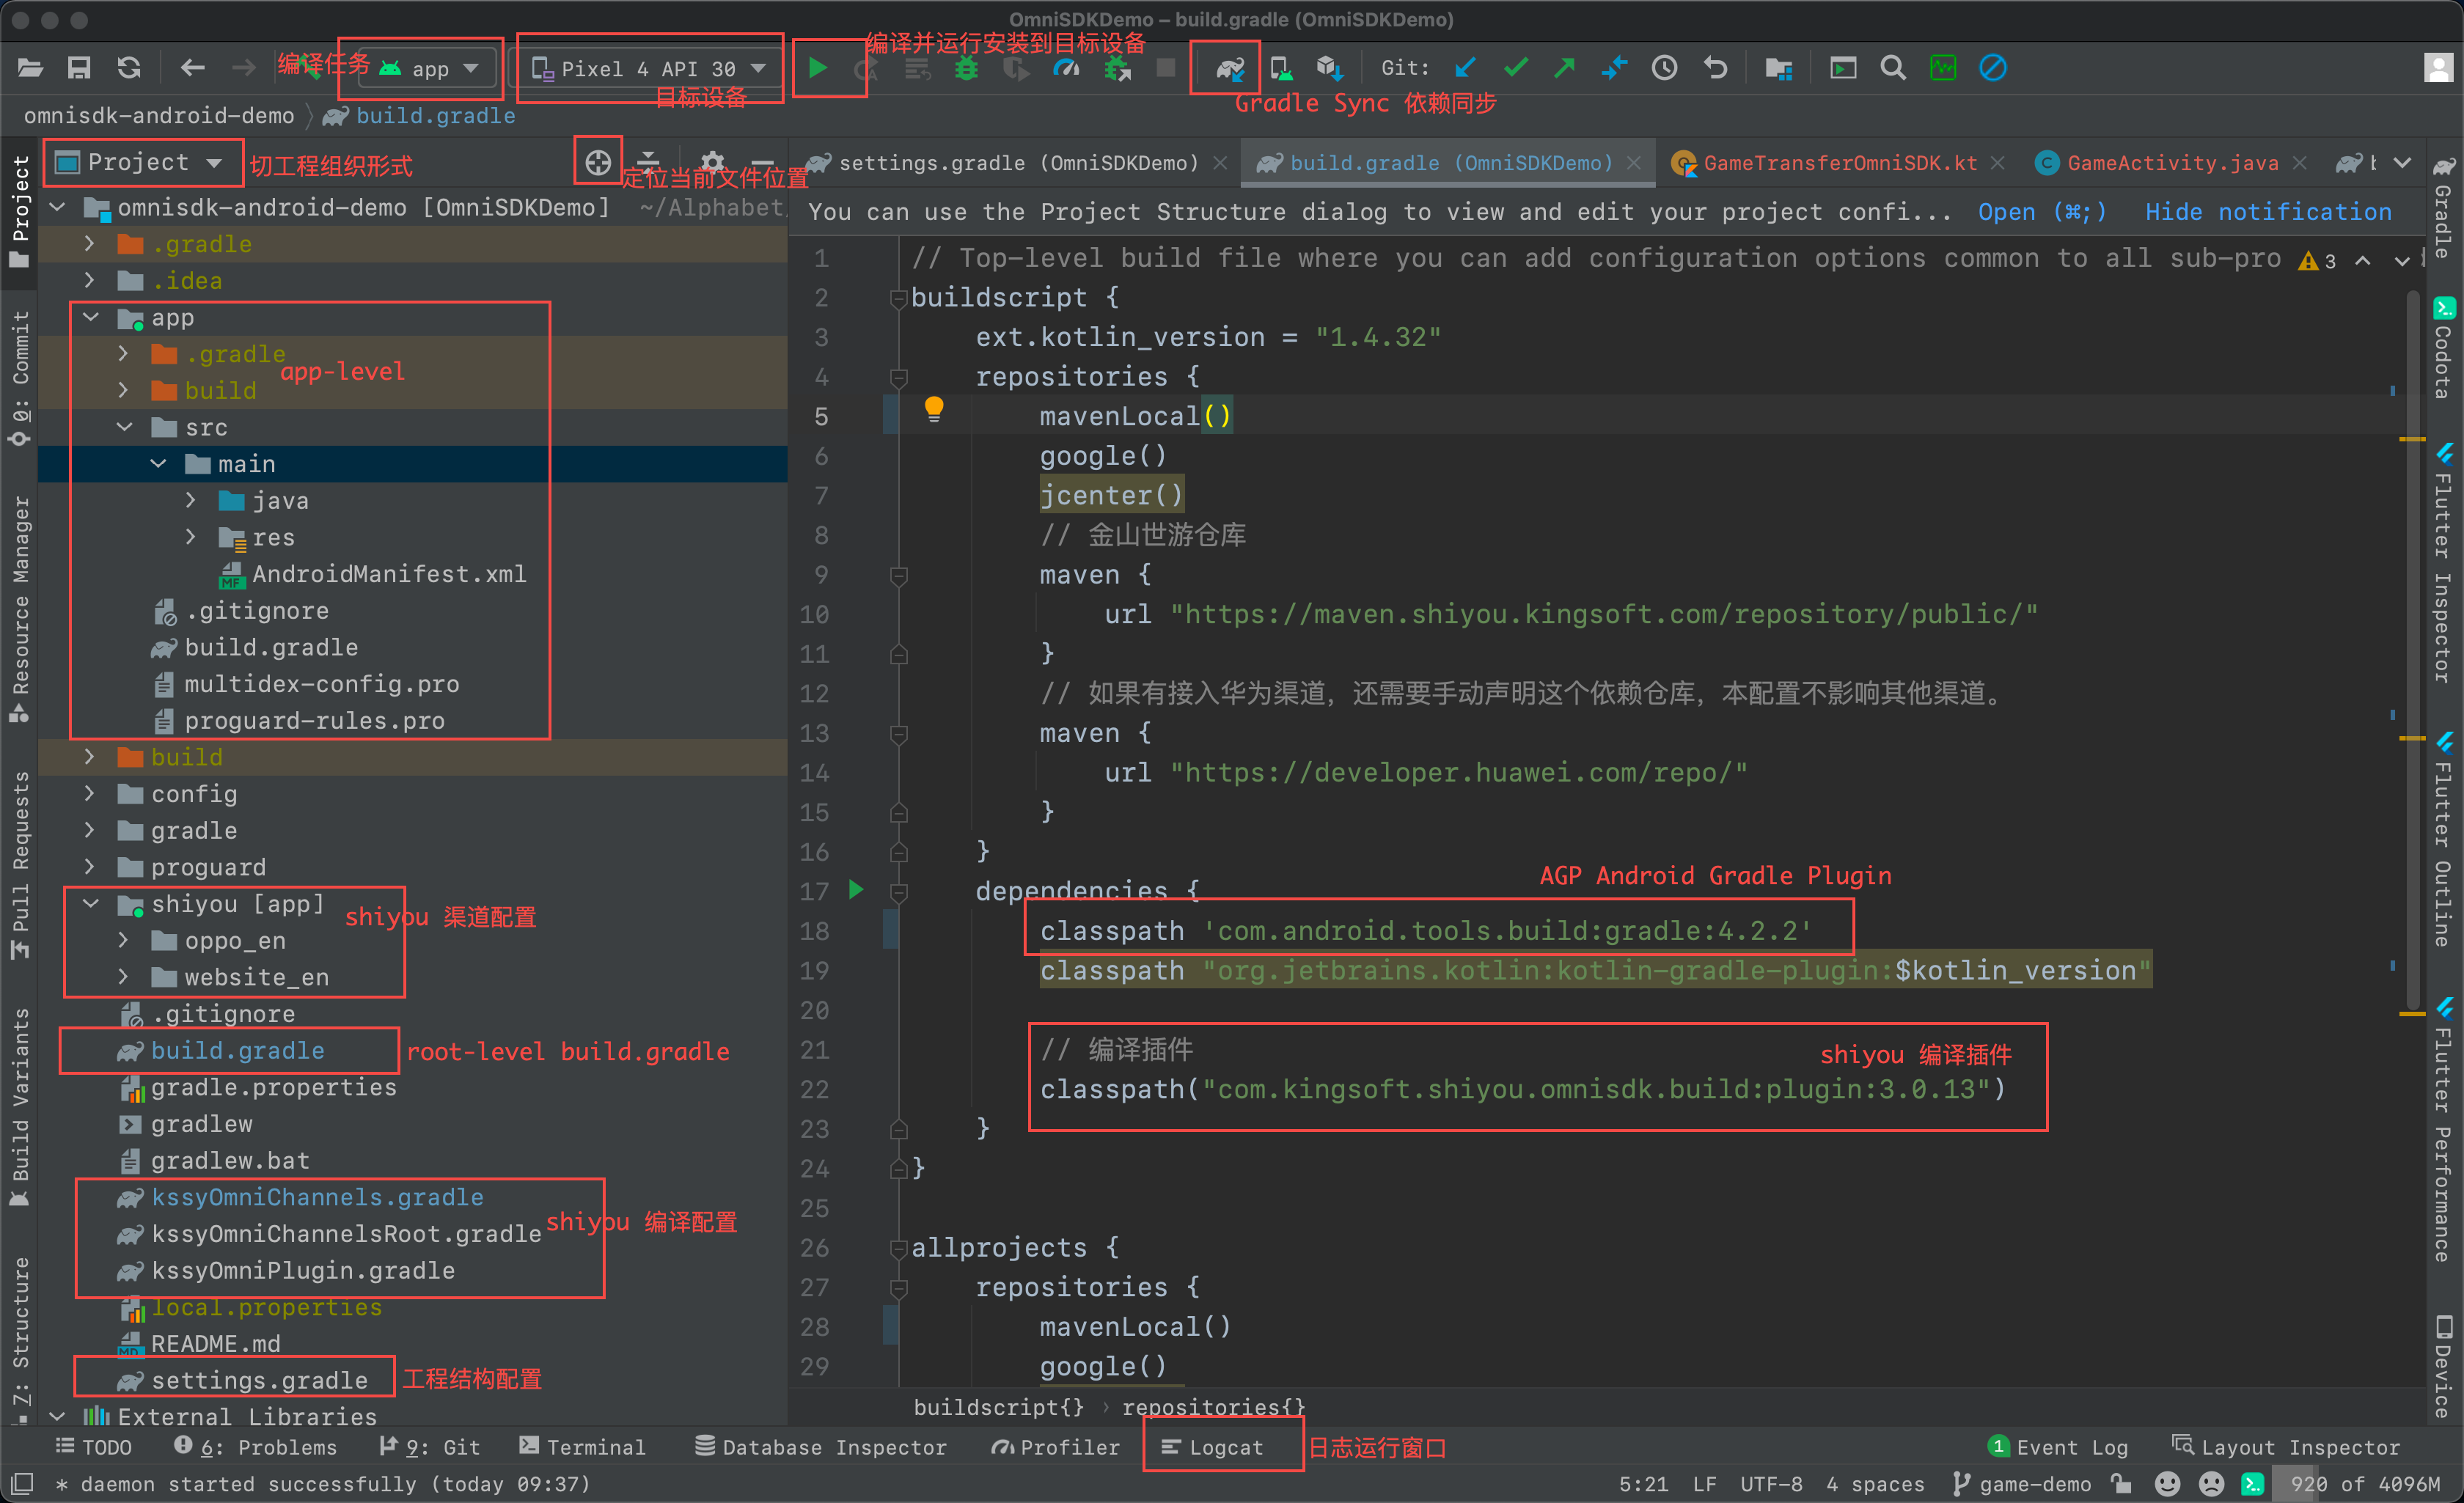 OmniSDKDemo – build.gradle (OmniSDKDemo)
编译任务
app
Pixel 4 API 30
目标设备
编译并运行安装到目标设备
Git:
Gradle Sync 依赖同步
omnisdk-android-demo
build.gradle
Project
切工程组织形式
定位当前文件位置
settings.gradle (OmniSDKDemo)
build.gradle (OmniSDKDemo)
GameTransferOmniSDK.kt
GameActivity.java
You can use the Project Structure dialog to view and edit your project confi...
Open (⌘;)
Hide notification
Project
0: Commit
Resource Manager
Pull Requests
Build Variants
7: Structure
omnisdk-android-demo [OmniSDKDemo] ~/Alphabet/
.gradle
.idea
app
.gradle
app-level
build
src
main
java
res
AndroidManifest.xml
.gitignore
build.gradle
multidex-config.pro
proguard-rules.pro
build
config
gradle
proguard
shiyou [app]
shiyou 渠道配置
oppo_en
website_en
.gitignore
build.gradle
root-level build.gradle
gradle.properties
gradlew
gradlew.bat
kssyOmniChannels.gradle
kssyOmniChannelsRoot.gradle
shiyou 编译配置
kssyOmniPlugin.gradle
local.properties
README.md
settings.gradle
工程结构配置
External Libraries
1 // Top-level build file where you can add configuration options common to all sub-pro
3
2 buildscript {
3 ext.kotlin_version = "1.4.32"
4 repositories {
5 mavenLocal()
6 google()
7 jcenter()
8 // 金山世游仓库
9 maven {
10 url "https://maven.shiyou.kingsoft.com/repository/public/"
11 }
12 // 如果有接入华为渠道，还需要手动声明这个依赖仓库，本配置不影响其他渠道。
13 maven {
14 url "https://developer.huawei.com/repo/"
15 }
16 }
AGP Android Gradle Plugin
17 dependencies {
18 classpath 'com.android.tools.build:gradle:4.2.2'
19 classpath "org.jetbrains.kotlin:kotlin-gradle-plugin:$kotlin_version"
20
21 // 编译插件
shiyou 编译插件
22 classpath("com.kingsoft.shiyou.omnisdk.build:plugin:3.0.13")
23 }
24 }
25
26 allprojects {
27 repositories {
28 mavenLocal()
29 google()
buildscript{} › repositories{}
Gradle
Codota
Flutter Inspector
Flutter Outline
Flutter Performance
Device
TODO
6: Problems
9: Git
Terminal
Database Inspector
Profiler
Logcat
日志运行窗口
1 Event Log
Layout Inspector
* daemon started successfully (today 09:37)
5:21
LF
UTF-8
4 spaces
game-demo
920 of 4096M